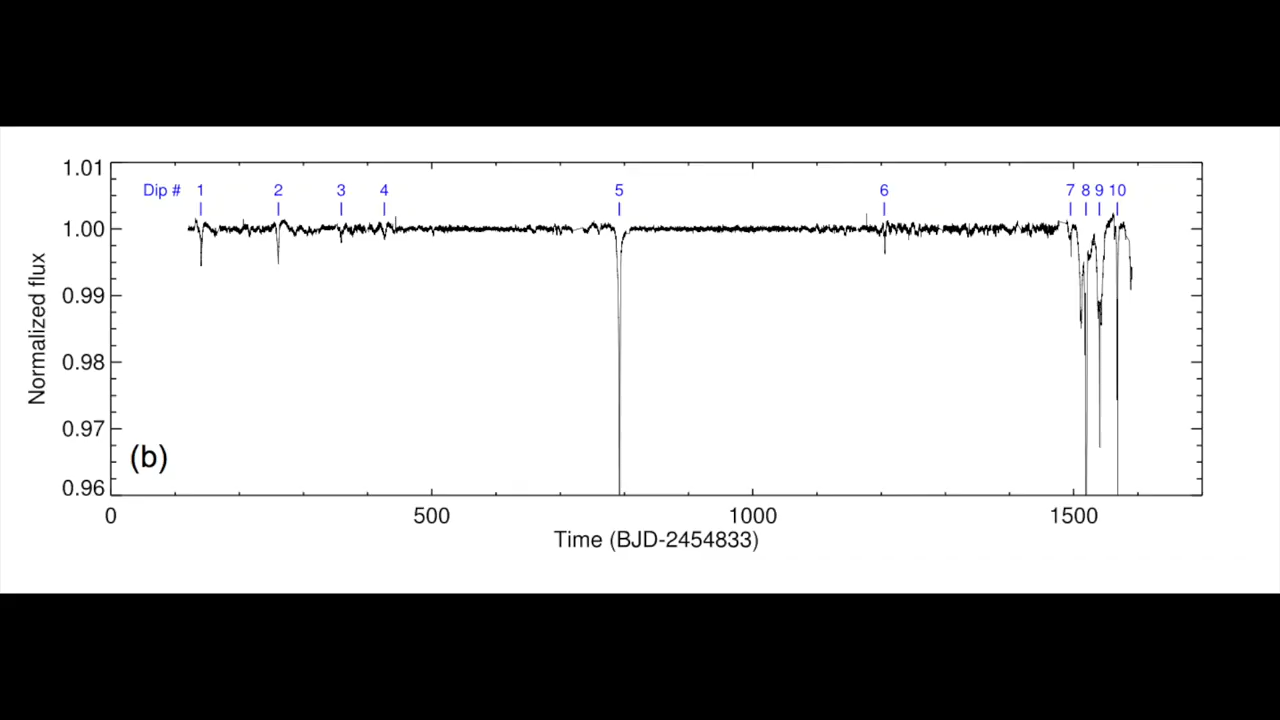 1.01
Dip # 1 2 3 4 5 6 7 8 9 10
1.00
0.99
0.98
0.97
0.96
Normalized flux
(b)
0 500 1000 1500
Time (BJD-2454833)